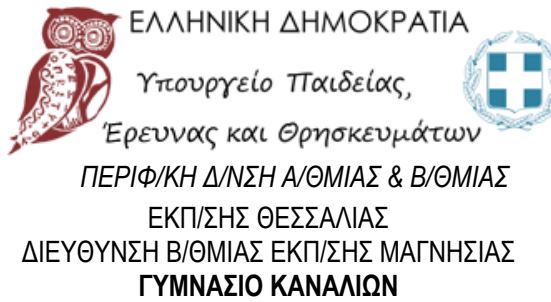 ΕΛΛΗΝΙΚΗ ΔΗΜΟΚΡΑΤΙΑ
Υπουργείο Παιδείας,
Έρευνας και Θρησκευμάτων
ΠΕΡΙΦ/ΚΗ Δ/ΝΣΗ Α/ΘΜΙΑΣ & Β/ΘΜΙΑΣ
ΕΚΠ/ΣΗΣ ΘΕΣΣΑΛΙΑΣ
ΔΙΕΥΘΥΝΣΗ Β/ΘΜΙΑΣ ΕΚΠ/ΣΗΣ ΜΑΓΝΗΣΙΑΣ
ΓΥΜΝΑΣΙΟ ΚΑΝΑΛΙΩΝ